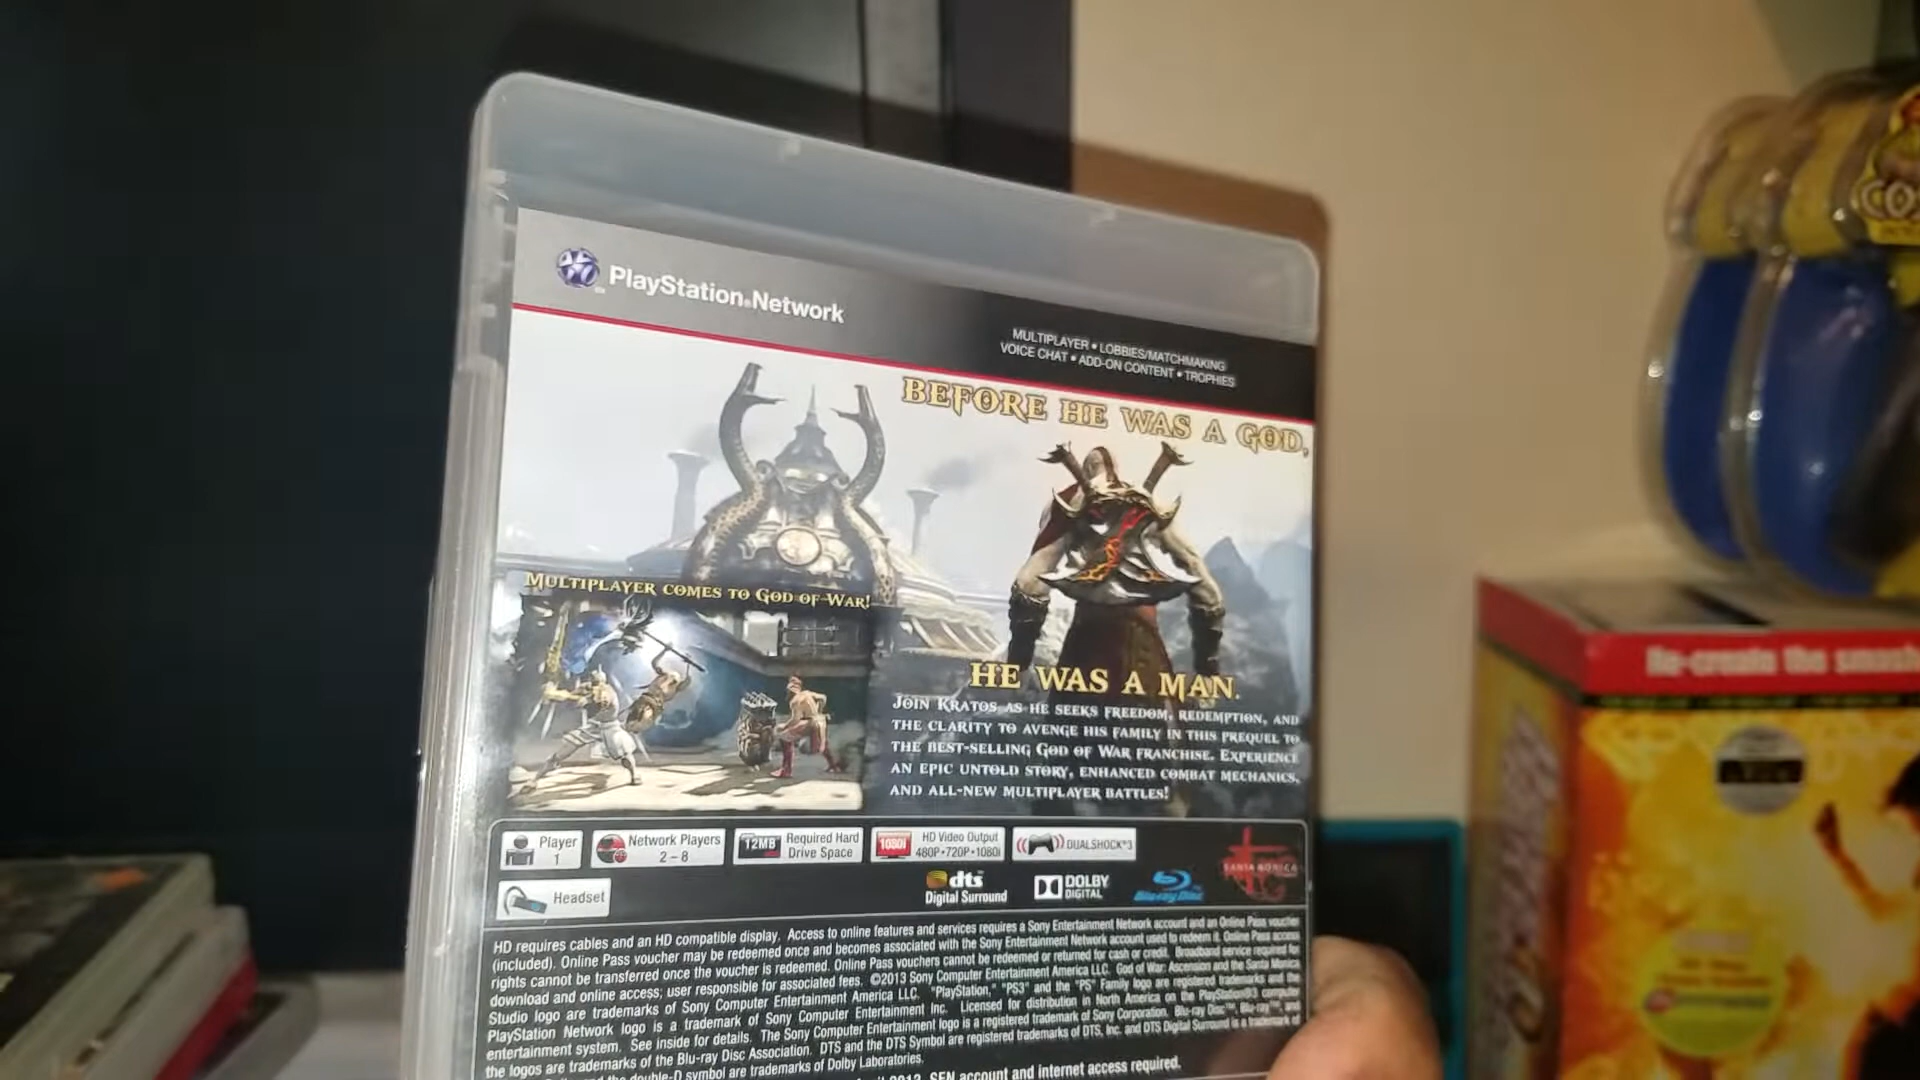 PlayStation®Network
MULTIPLAYER • LOBBIES/MATCHMAKING
VOICE CHAT • ADD-ON CONTENT • TROPHIES
BEFORE HE WAS A GOD,
MULTIPLAYER COMES TO GOD OF WAR!
HE WAS A MAN.
JOIN KRATOS AS HE SEEKS FREEDOM, REDEMPTION, AND
THE CLARITY TO AVENGE HIS FAMILY IN THIS PREQUEL TO
THE BEST-SELLING GOD OF WAR FRANCHISE. EXPERIENCE
AN EPIC UNTOLD STORY, ENHANCED COMBAT MECHANICS,
AND ALL-NEW MULTIPLAYER BATTLES!
Player
1
Network Players
2 – 8
12MB
Required Hard
Drive Space
1080i
HD Video Output
480P•720P•1080i
DUALSHOCK®3
Headset
dts
Digital Surround
DOLBY
DIGITAL
Blu-ray Disc
SANTA MONICA
HD requires cables and an HD compatible display. Access to online features and services requires a Sony Entertainment Network account and an Online Pass voucher
(included). Online Pass voucher may be redeemed once and becomes associated with the Sony Entertainment Network account used to redeem it. Online Pass access
rights cannot be transferred once the voucher is redeemed. Online Pass vouchers cannot be redeemed or returned for cash or credit. Broadband service required for
download and online access; user responsible for associated fees. ©2013 Sony Computer Entertainment America LLC. God of War: Ascension and the Santa Monica
Studio logo are trademarks of Sony Computer Entertainment America LLC. "PlayStation," "PS3" and the "PS" Family logo are registered trademarks and the
PlayStation Network logo is a trademark of Sony Computer Entertainment Inc. Licensed for distribution in North America on the PlayStation®3 computer
entertainment system. See inside for details. The Sony Computer Entertainment logo is a registered trademark of Sony Corporation. Blu-ray Disc™, Blu-ray™, and
the logos are trademarks of the Blu-ray Disc Association. DTS and the DTS Symbol are registered trademarks of DTS, Inc. and DTS Digital Surround is a trademark of
double-D symbol are trademarks of Dolby Laboratories.
SEN account and internet access required.
Re-create the smash